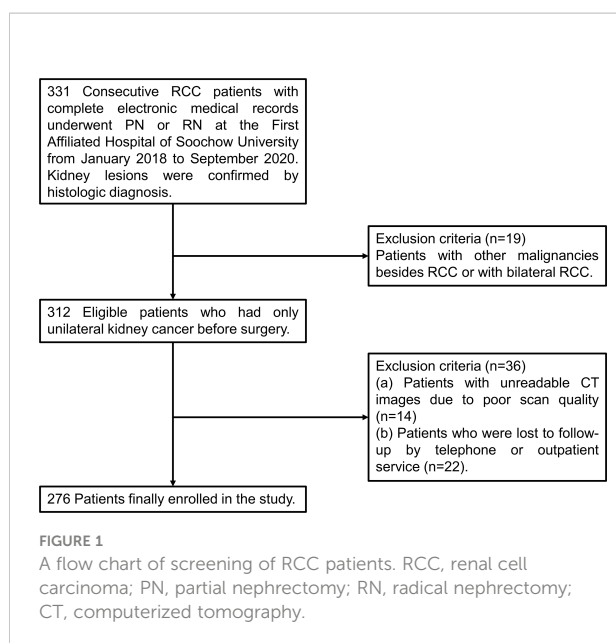 331 Consecutive RCC patients with
complete electronic medical records
underwent PN or RN at the First
Affiliated Hospital of Soochow University
from January 2018 to September 2020.
Kidney lesions were confirmed by
histologic diagnosis.
Exclusion criteria (n=19)
Patients with other malignancies
besides RCC or with bilateral RCC.
312 Eligible patients who had only
unilateral kidney cancer before surgery.
Exclusion criteria (n=36)
(a) Patients with unreadable CT
images due to poor scan quality
(n=14)
(b) Patients who were lost to follow-
up by telephone or outpatient
service (n=22).
276 Patients finally enrolled in the study.
FIGURE 1
A flow chart of screening of RCC patients. RCC, renal cell
carcinoma; PN, partial nephrectomy; RN, radical nephrectomy;
CT, computerized tomography.